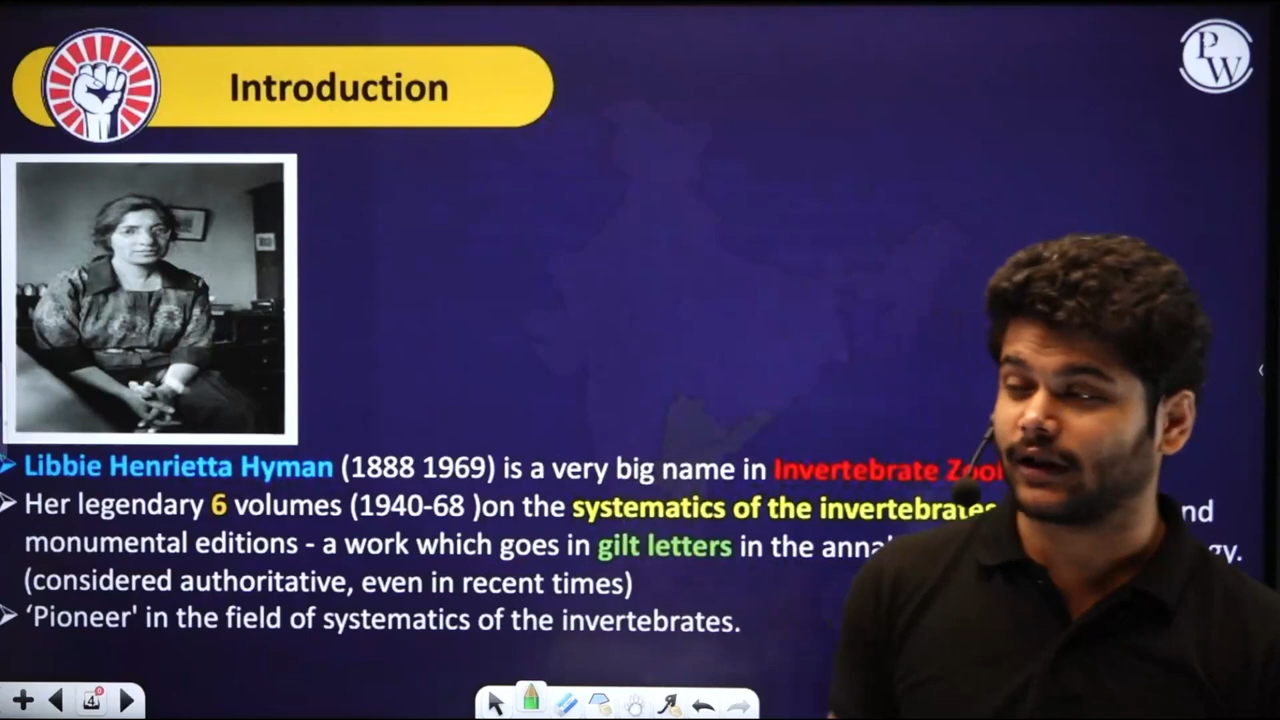 Introduction
PW
Libbie Henrietta Hyman (1888 1969) is a very big name in Invertebrate
Her legendary 6 volumes (1940-68 )on the systematics of the invertebrates
monumental editions - a work which goes in gilt letters in the
(considered authoritative, even in recent times)
‘Pioneer' in the field of systematics of the invertebrates.
4